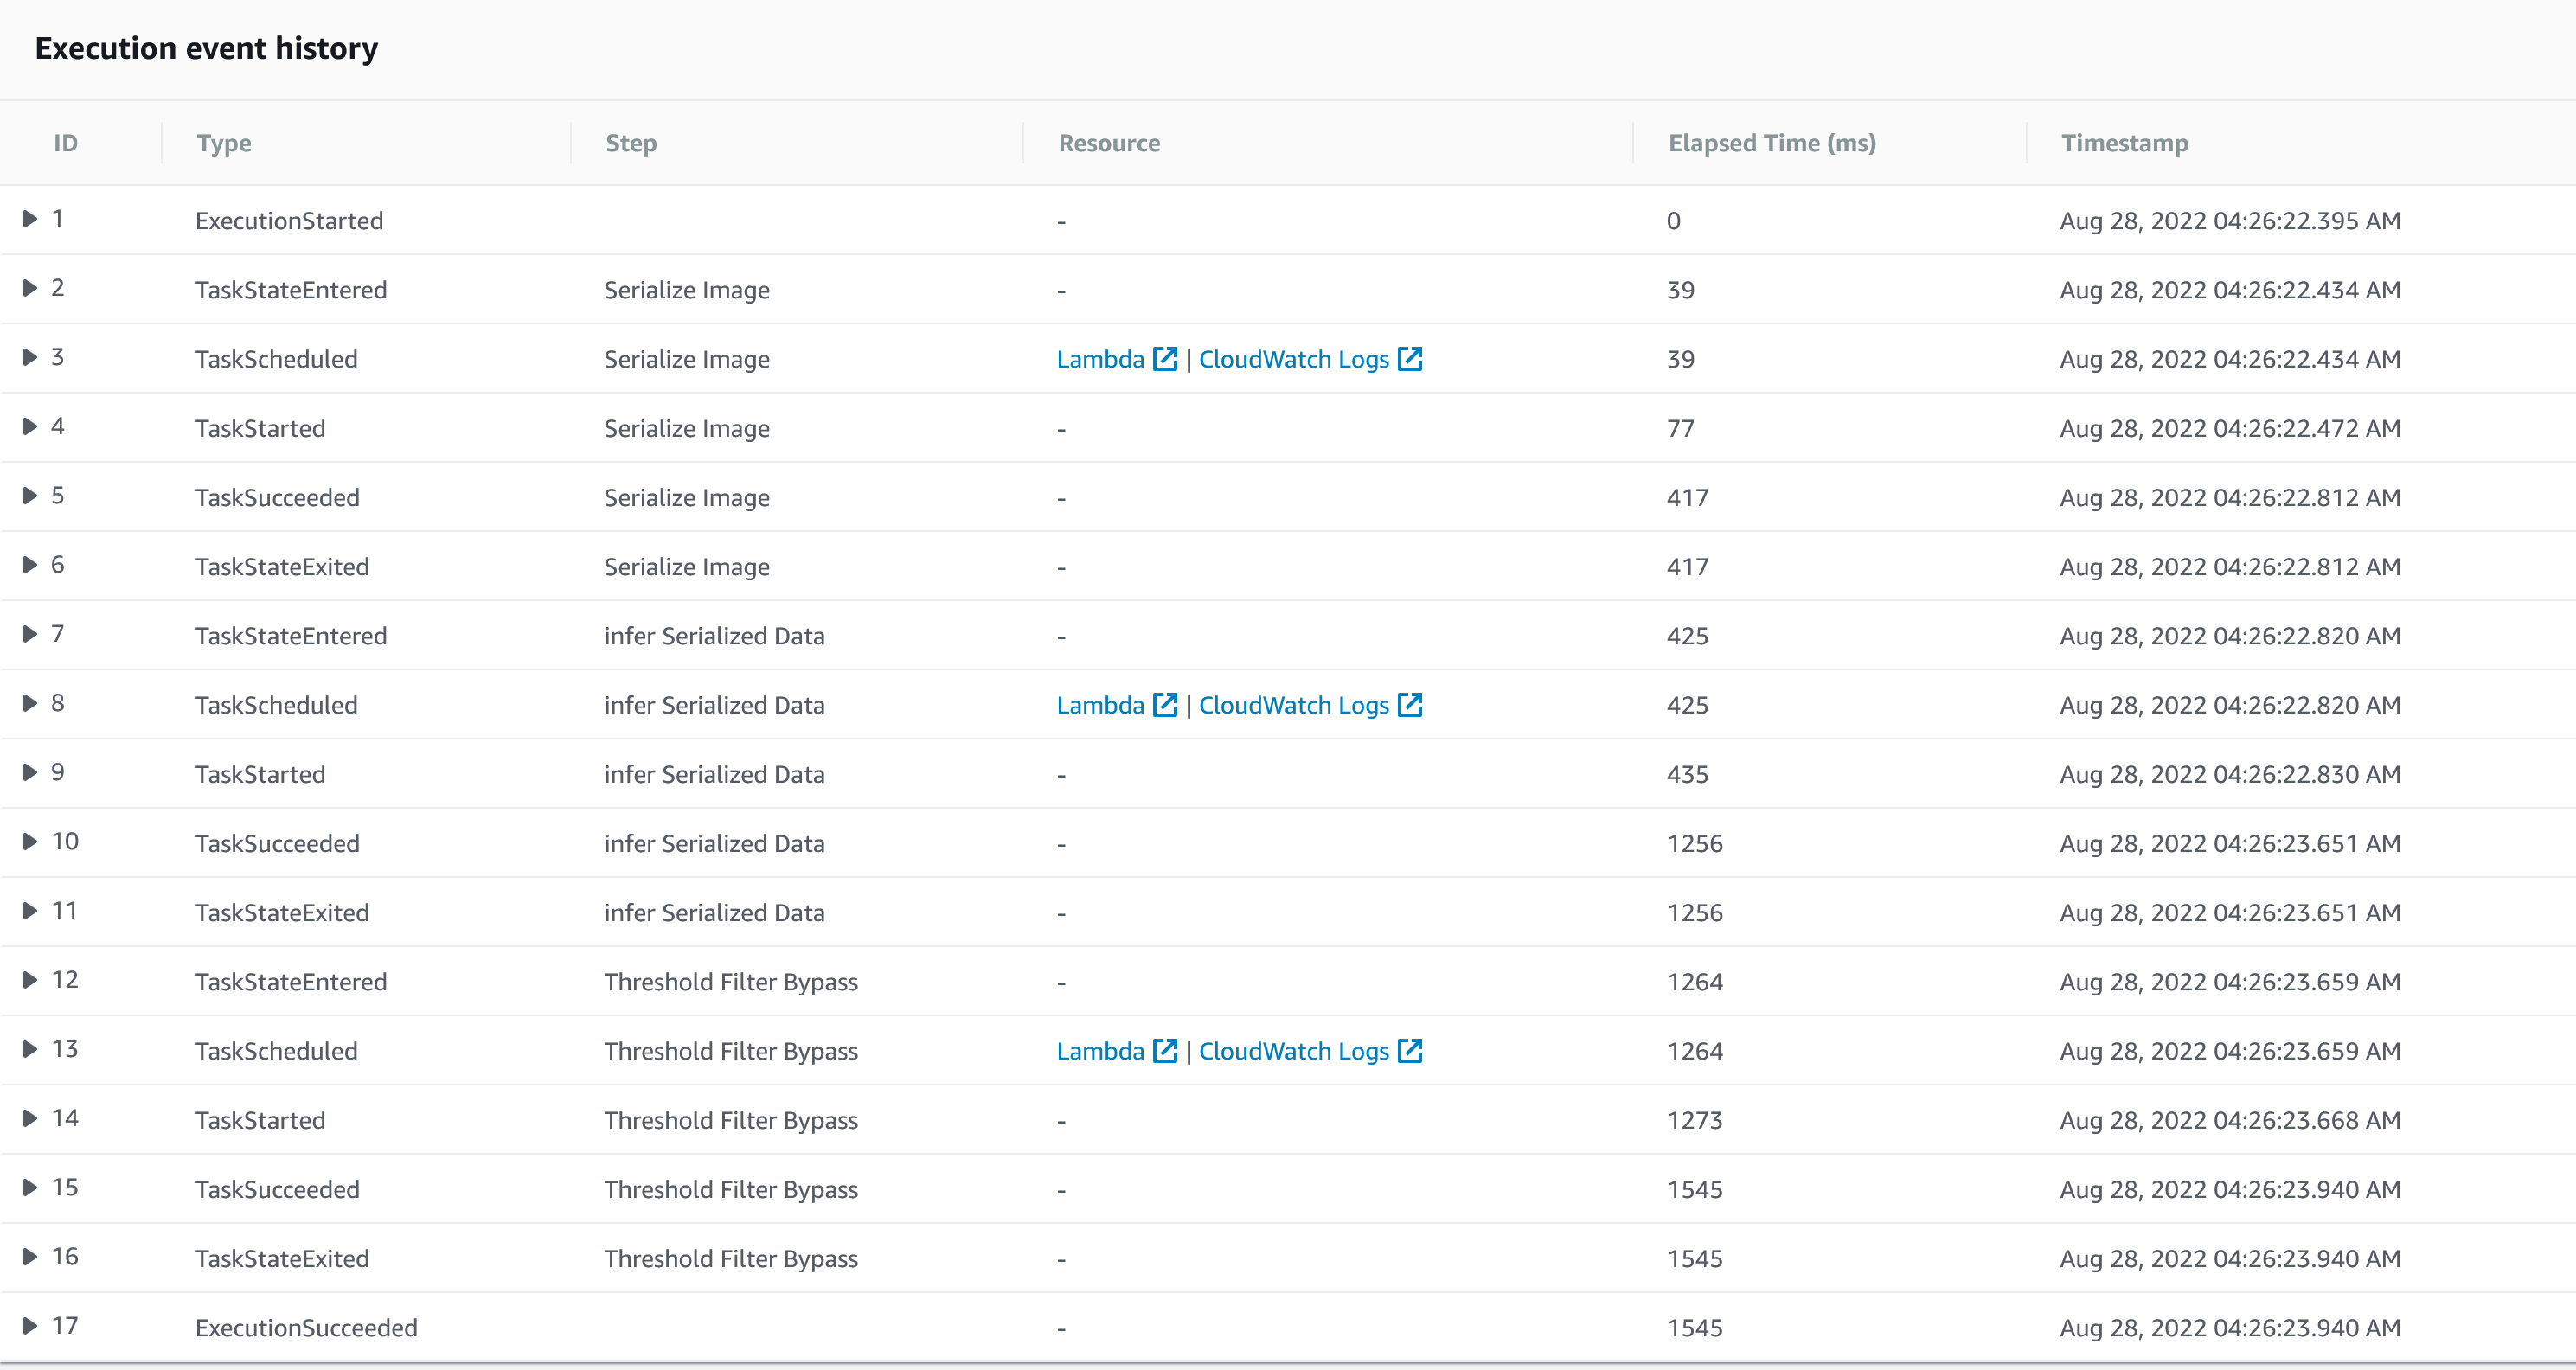 Execution event history
ID Type Step Resource Elapsed Time (ms) Timestamp
1 ExecutionStarted - 0 Aug 28, 2022 04:26:22.395 AM
2 TaskStateEntered Serialize Image - 39 Aug 28, 2022 04:26:22.434 AM
3 TaskScheduled Serialize Image Lambda | CloudWatch Logs 39 Aug 28, 2022 04:26:22.434 AM
4 TaskStarted Serialize Image - 77 Aug 28, 2022 04:26:22.472 AM
5 TaskSucceeded Serialize Image - 417 Aug 28, 2022 04:26:22.812 AM
6 TaskStateExited Serialize Image - 417 Aug 28, 2022 04:26:22.812 AM
7 TaskStateEntered infer Serialized Data - 425 Aug 28, 2022 04:26:22.820 AM
8 TaskScheduled infer Serialized Data Lambda | CloudWatch Logs 425 Aug 28, 2022 04:26:22.820 AM
9 TaskStarted infer Serialized Data - 435 Aug 28, 2022 04:26:22.830 AM
10 TaskSucceeded infer Serialized Data - 1256 Aug 28, 2022 04:26:23.651 AM
11 TaskStateExited infer Serialized Data - 1256 Aug 28, 2022 04:26:23.651 AM
12 TaskStateEntered Threshold Filter Bypass - 1264 Aug 28, 2022 04:26:23.659 AM
13 TaskScheduled Threshold Filter Bypass Lambda | CloudWatch Logs 1264 Aug 28, 2022 04:26:23.659 AM
14 TaskStarted Threshold Filter Bypass - 1273 Aug 28, 2022 04:26:23.668 AM
15 TaskSucceeded Threshold Filter Bypass - 1545 Aug 28, 2022 04:26:23.940 AM
16 TaskStateExited Threshold Filter Bypass - 1545 Aug 28, 2022 04:26:23.940 AM
17 ExecutionSucceeded - 1545 Aug 28, 2022 04:26:23.940 AM